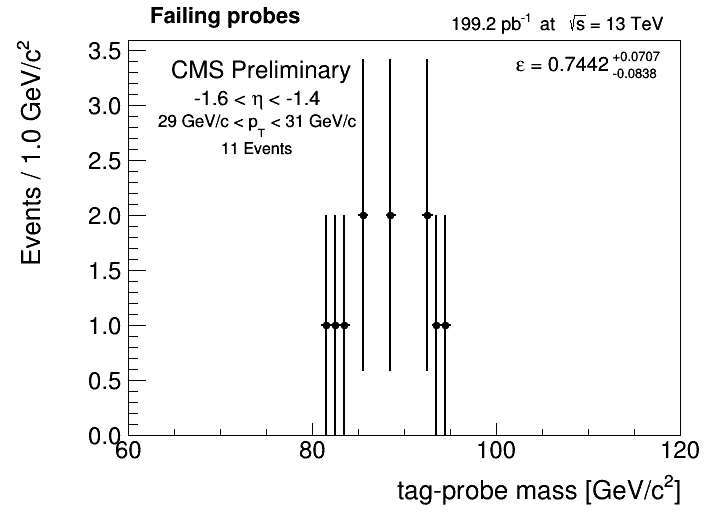 Failing probes
199.2 pb⁻¹ at √s = 13 TeV
CMS Preliminary
ε = 0.7442 +0.0707 -0.0838
-1.6 < η < -1.4
29 GeV/c < p_T < 31 GeV/c
11 Events
Events / 1.0 GeV/c²
3.5
3.0
2.5
2.0
1.5
1.0
0.5
0.0
60 80 100 120
tag-probe mass [GeV/c²]